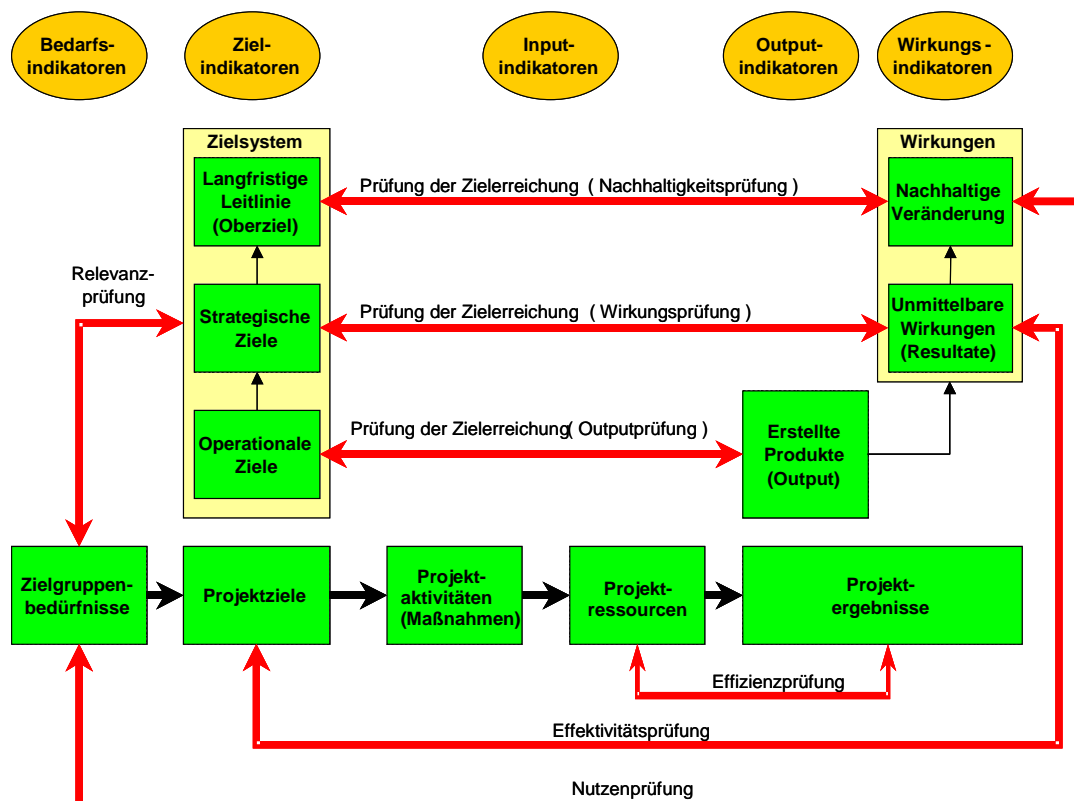 Bedarfs-
indikatoren
Ziel-
indikatoren
Input-
indikatoren
Output-
indikatoren
Wirkungs -
indikatoren
Zielsystem
Langfristige
Leitlinie
(Oberziel)
Prüfung der Zielerreichung ( Nachhaltigkeitsprüfung )
Wirkungen
Nachhaltige
Veränderung
Relevanz-
prüfung
Strategische
Ziele
Prüfung der Zielerreichung ( Wirkungsprüfung )
Unmittelbare
Wirkungen
(Resultate)
Operationale
Ziele
Prüfung der Zielerreichung( Outputprüfung )
Erstellte
Produkte
(Output)
Zielgruppen-
bedürfnisse
Projektziele
Projekt-
aktivitäten
(Maßnahmen)
Projekt-
ressourcen
Projekt-
ergebnisse
Effizienzprüfung
Effektivitätsprüfung
Nutzenprüfung